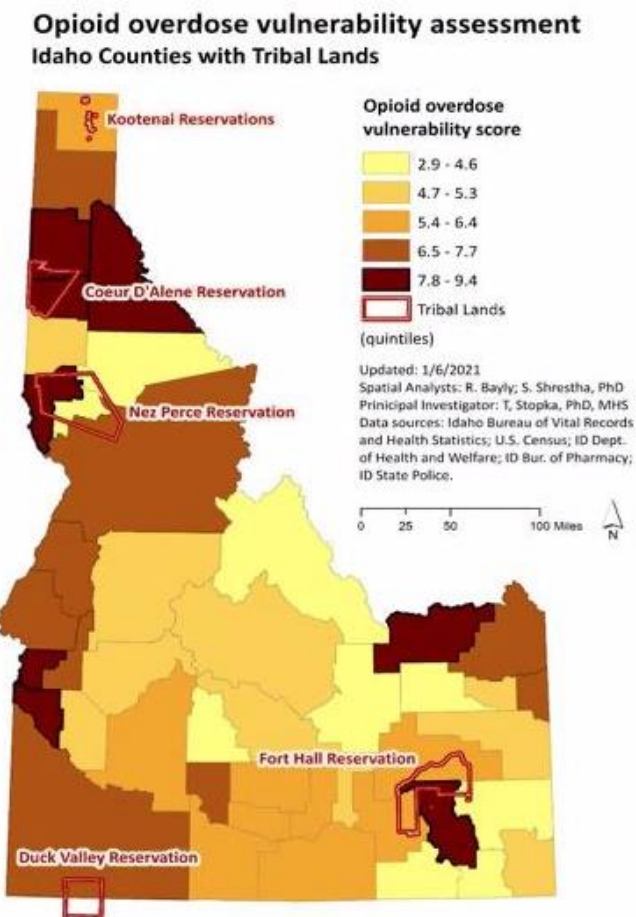 Opioid overdose vulnerability assessment
Idaho Counties with Tribal Lands
Kootenai Reservations
Opioid overdose
vulnerability score
2.9 - 4.6
4.7 - 5.3
5.4 - 6.4
6.5 - 7.7
7.8 - 9.4
Tribal Lands
(quintiles)
Coeur D'Alene Reservation
Updated: 1/6/2021
Spatial Analysts: R. Bayly; S. Shrestha, PhD
Prinicipal Investigator: T, Stopka, PhD, MHS
Data sources: Idaho Bureau of Vital Records
and Health Statistics; U.S. Census; ID Dept.
of Health and Welfare; ID Bur. of Pharmacy;
ID State Police.
Nez Perce Reservation
0 25 50 100 Miles
N
Fort Hall Reservation
Duck Valley Reservation